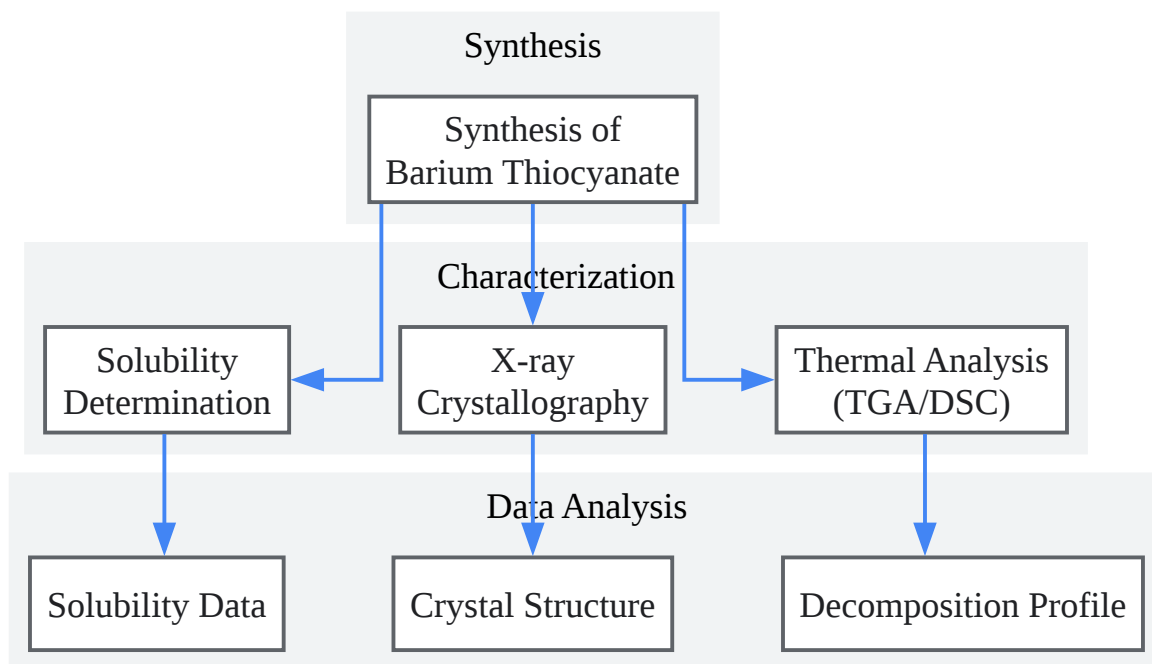 Synthesis
Synthesis of
Barium Thiocyanate
Characterization
Solubility
Determination
X-ray
Crystallography
Thermal Analysis
(TGA/DSC)
Data Analysis
Solubility Data
Crystal Structure
Decomposition Profile